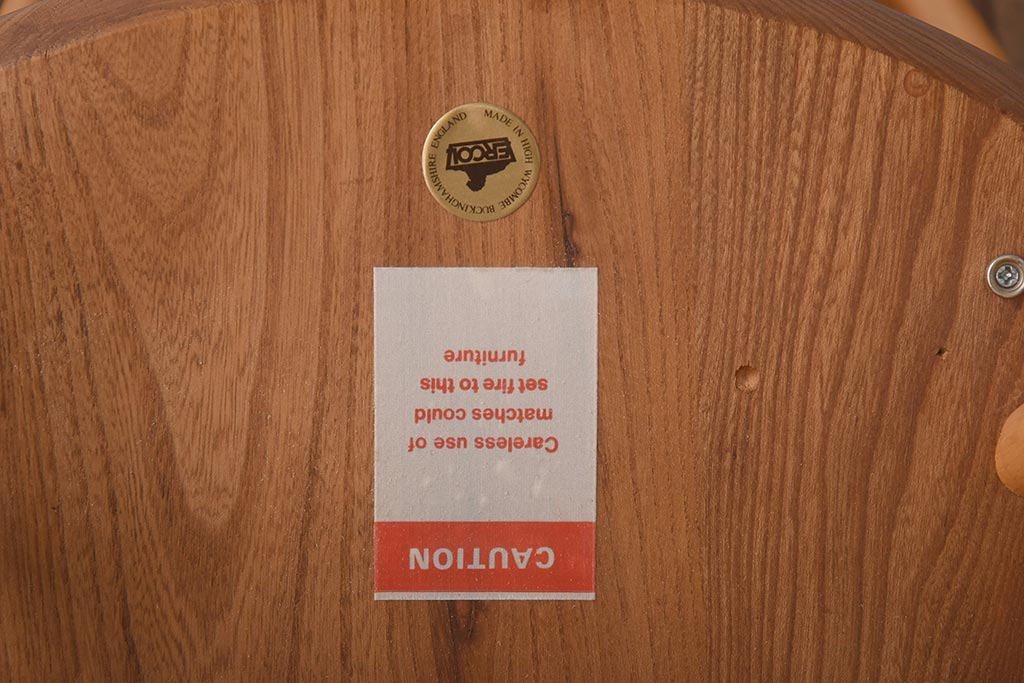 CAUTION
Careless use of
matches could
set fire to this
furniture
ERCOL
MADE IN HIGH WYCOMBE BUCKINGHAMSHIRE ENGLAND